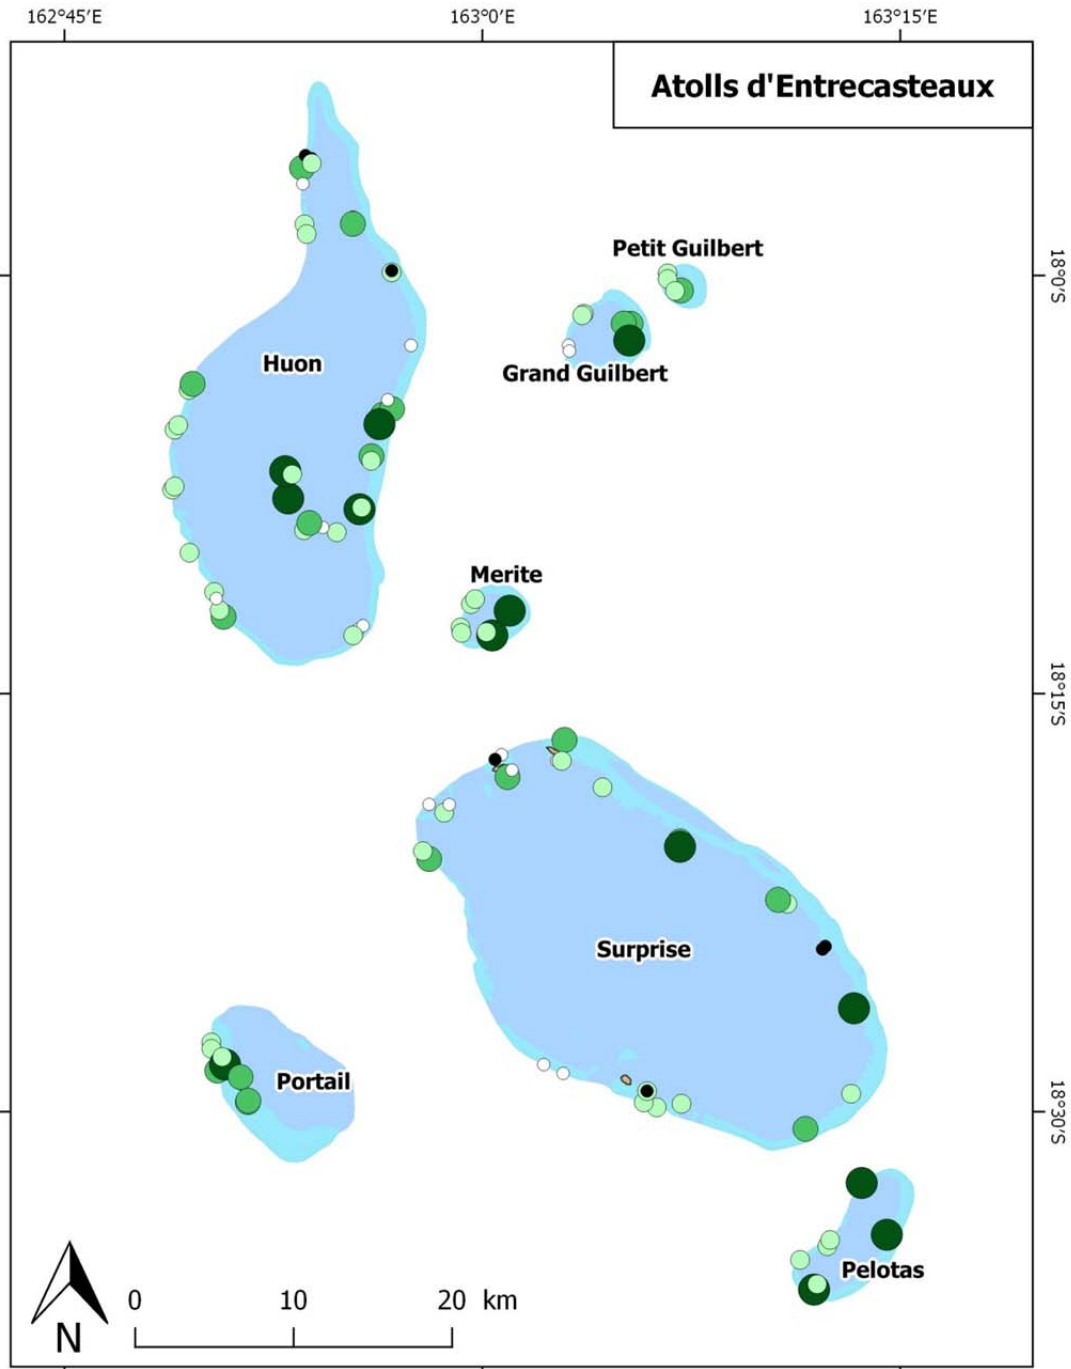 162°45'E 163°0'E 163°15'E
Atolls d'Entrecasteaux
Petit Guilbert
18°0'S
Huon
Grand Guilbert
Merite
18°15'S
Surprise
Portail
18°30'S
Pelotas
0 10 20 km
N